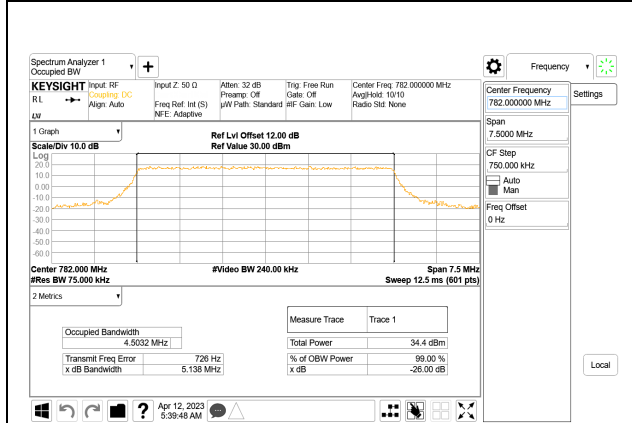 Spectrum Analyzer 1
Occupied BW
▼
+
Frequency
▼
KEYSIGHT
RL
LXI
Input: RF
Coupling: DC
Align: Auto
Input Z: 50 Ω
Freq Ref: Int (S)
NFE: Adaptive
Atten: 32 dB
Preamp: Off
µW Path: Standard
Trig: Free Run
Gate: Off
#IF Gain: Low
Center Freq: 782.000000 MHz
Avg|Hold: 10/10
Radio Std: None
Center Frequency
782.000000 MHz
Settings
Span
7.5000 MHz
CF Step
750.000 kHz
Auto
Man
Freq Offset
0 Hz
1 Graph
Scale/Div 10.0 dB
Ref Lvl Offset 12.00 dB
Ref Value 30.00 dBm
Log
20.0
10.0
0.00
-10.0
-20.0
-30.0
-40.0
-50.0
-60.0
Center 782.000 MHz
#Video BW 240.00 kHz
Span 7.5 MHz
#Res BW 75.000 kHz
Sweep 12.5 ms (601 pts)
2 Metrics
Measure Trace Trace 1
Occupied Bandwidth
4.5032 MHz
Total Power 34.4 dBm
Transmit Freq Error 726 Hz
% of OBW Power 99.00 %
x dB Bandwidth 5.138 MHz
x dB -26.00 dB
Local
?
Apr 12, 2023
5:39:48 AM